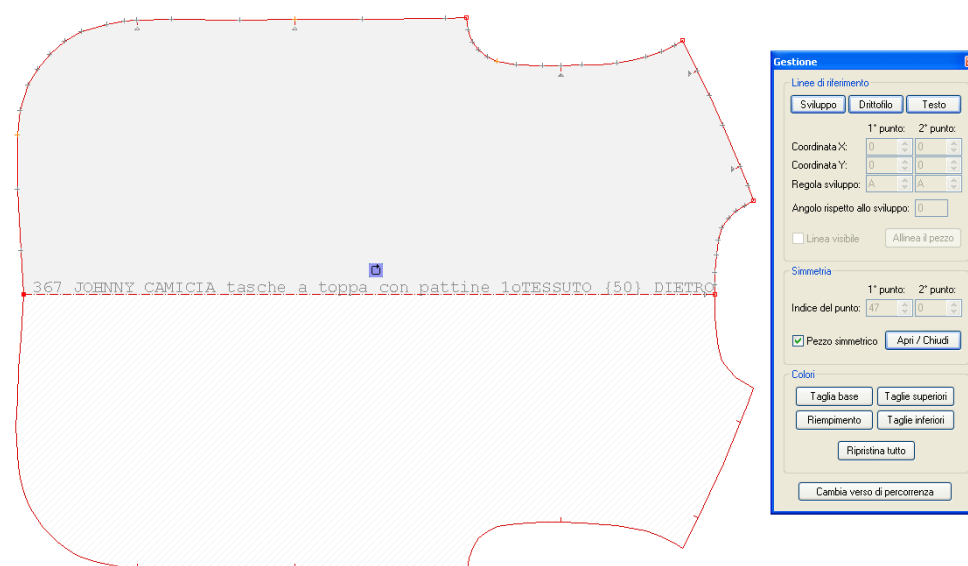 367 JOHNNY CAMICIA tasche a toppa con pattine 1oTESSUTO {50} DIETRO
Gestione
Linee di riferimento
Sviluppo Drittofilo Testo
1° punto: 2° punto:
Coordinata X: 0 0
Coordinata Y: 0 0
Regola sviluppo: A A
Angolo rispetto allo sviluppo: 0
Linea visibile Allinea il pezzo
Simmetria
1° punto: 2° punto:
Indice del punto: 47 0
Pezzo simmetrico Apri / Chiudi
Colori
Taglia base Taglie superiori
Riempimento Taglie inferiori
Ripristina tutto
Cambia verso di percorrenza